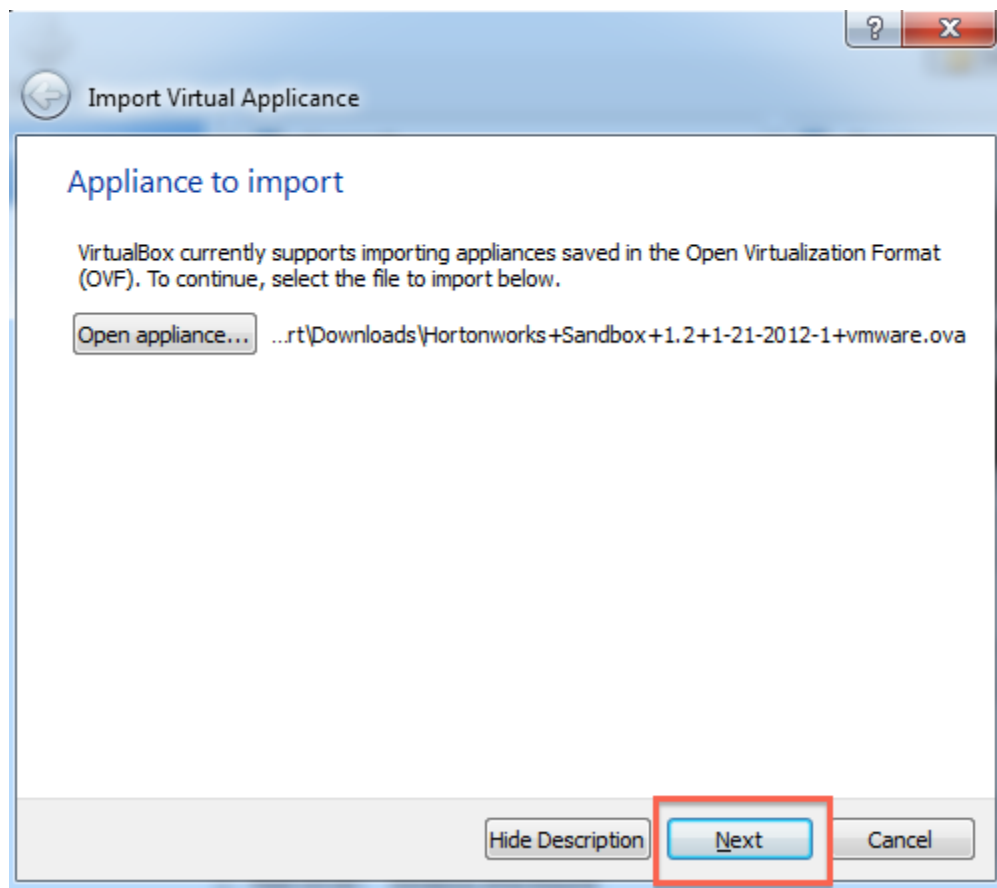 Import Virtual Applicance
Appliance to import
VirtualBox currently supports importing appliances saved in the Open Virtualization Format
(OVF). To continue, select the file to import below.
Open appliance... ...rt\Downloads\Hortonworks+Sandbox+1.2+1-21-2012-1+vmware.ova
Hide Description Next Cancel